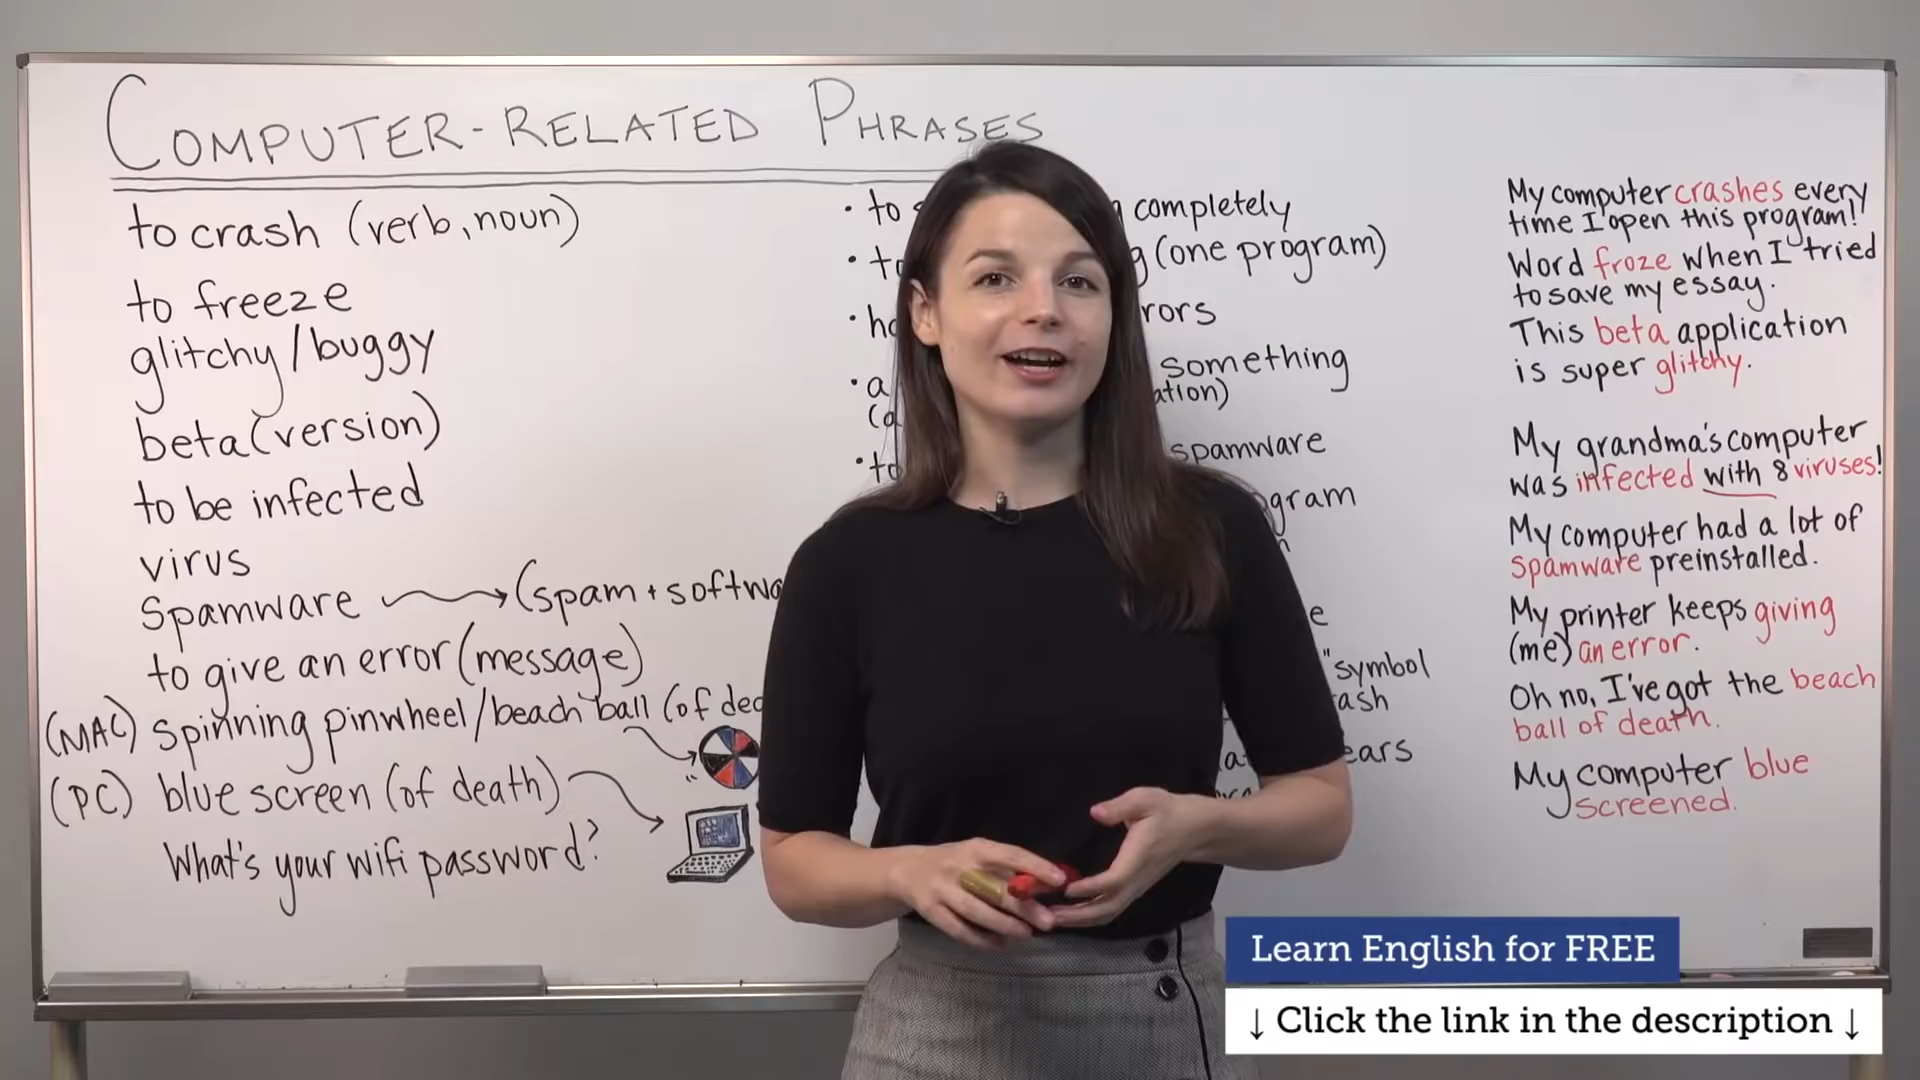 COMPUTER-RELATED PHRASES
to crash (verb, noun)
to freeze
glitchy/buggy
beta (version)
to be infected
virus
spamware → (spam + softwa
to give an error (message)
(MAC) spinning pinwheel/beach ball (of dea
(PC) blue screen (of death)
What's your wifi password?
• to completely
• (one program)
•
something
•
spamware
symbol
My computer crashes every
time I open this program!!
Word froze when I tried
to save my essay.
This beta application
is super glitchy.
My grandma's computer
was infected with 8 viruses!
My computer had a lot of
spamware preinstalled.
My printer keeps giving
(me) an error.
Oh no, I've got the beach
ball of death.
My computer blue
screened.
Learn English for FREE
↓ Click the link in the description ↓